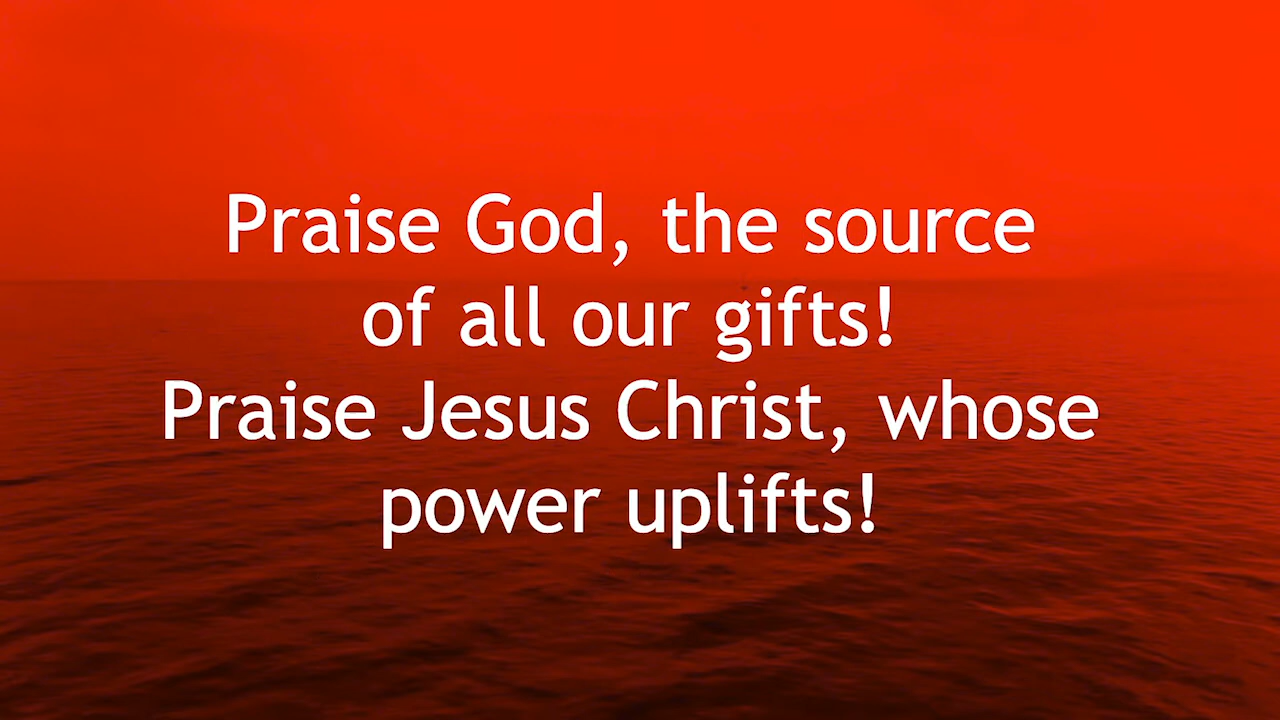 Praise God, the source
of all our gifts!
Praise Jesus Christ, whose
power uplifts!